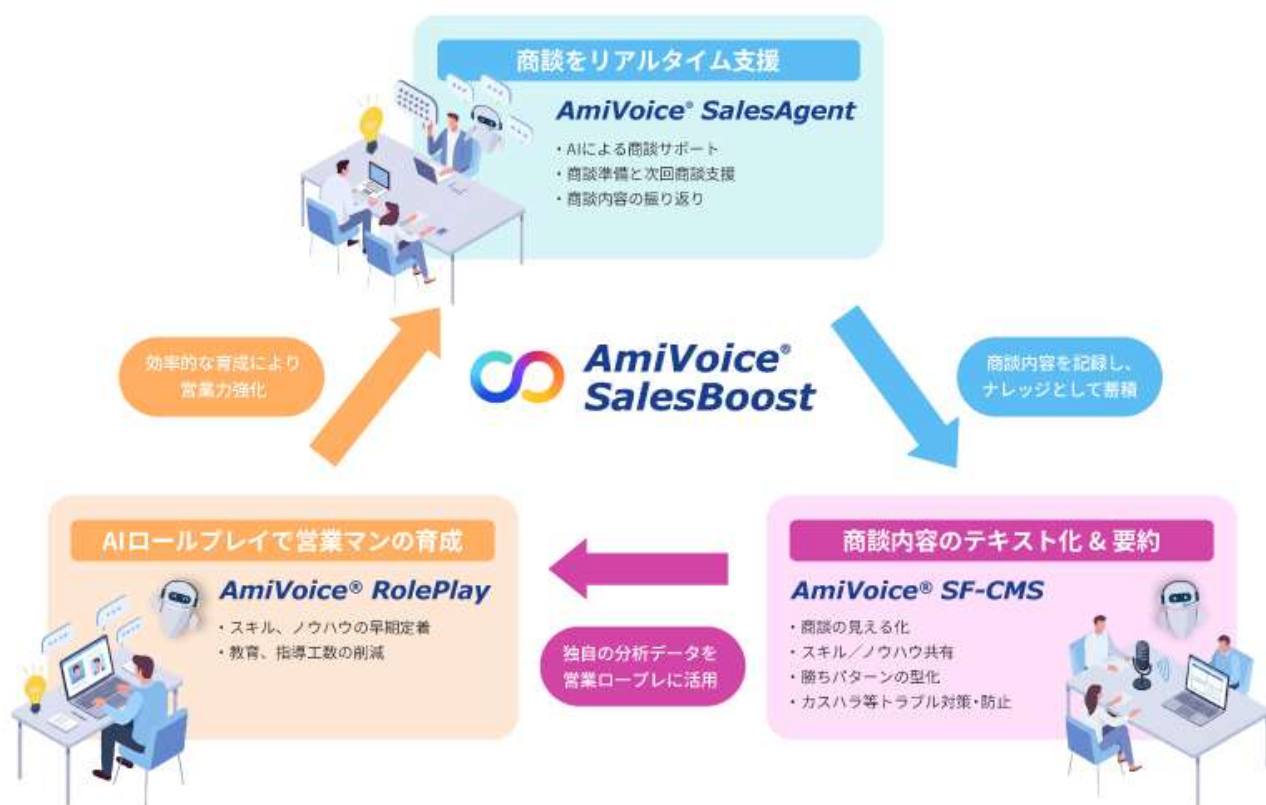 商談をリアルタイム支援
AmiVoice® SalesAgent
・AIによる商談サポート
・商談準備と次回商談支援
・商談内容の振り返り
効率的な育成により
営業力強化
AmiVoice®
SalesBoost
商談内容を記録し、
ナレッジとして蓄積
AIロールプレイで営業マンの育成
AmiVoice® RolePlay
・スキル、ノウハウの早期定着
・教育、指導工数の削減
独自の分析データを
営業ロープレに活用
商談内容のテキスト化 & 要約
AmiVoice® SF-CMS
・商談の見える化
・スキル／ノウハウ共有
・勝ちパターンの型化
・カスハラ等トラブル対策・防止